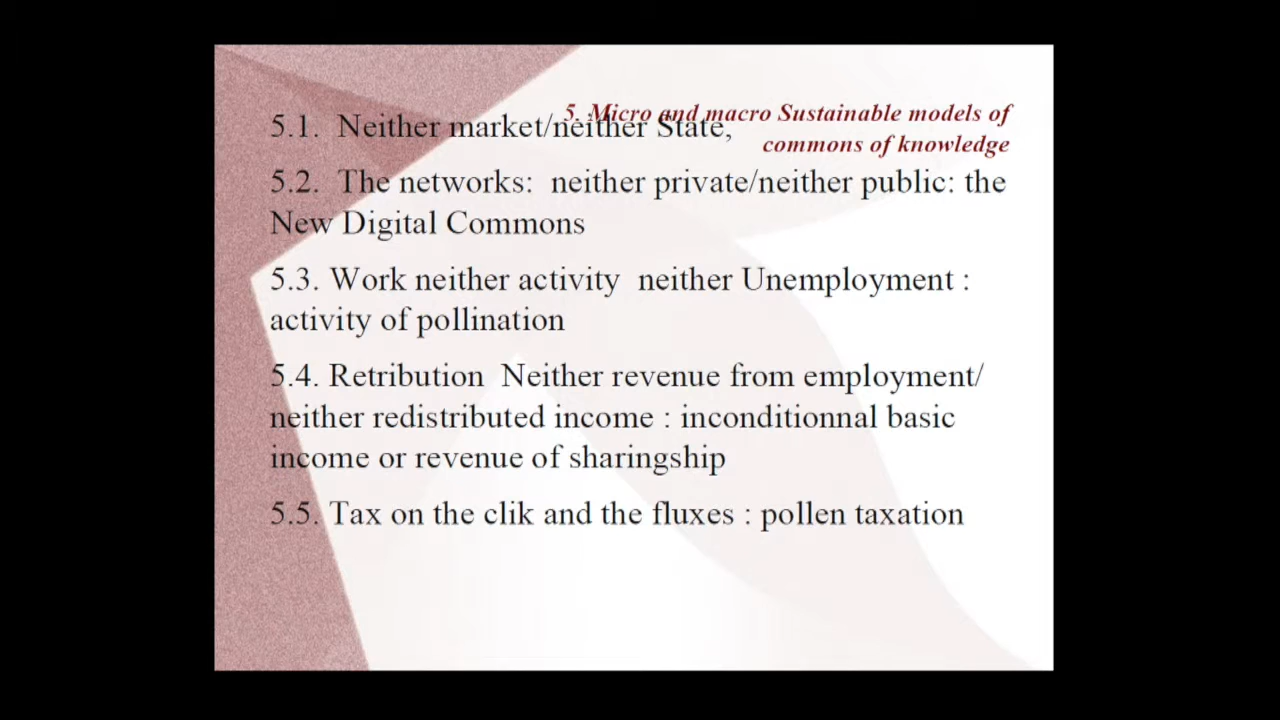 5. Micro and macro Sustainable models of
commons of knowledge
5.1. Neither market/neither State,
5.2. The networks: neither private/neither public: the
New Digital Commons
5.3. Work neither activity neither Unemployment :
activity of pollination
5.4. Retribution Neither revenue from employment/
neither redistributed income : inconditionnal basic
income or revenue of sharingship
5.5. Tax on the clik and the fluxes : pollen taxation